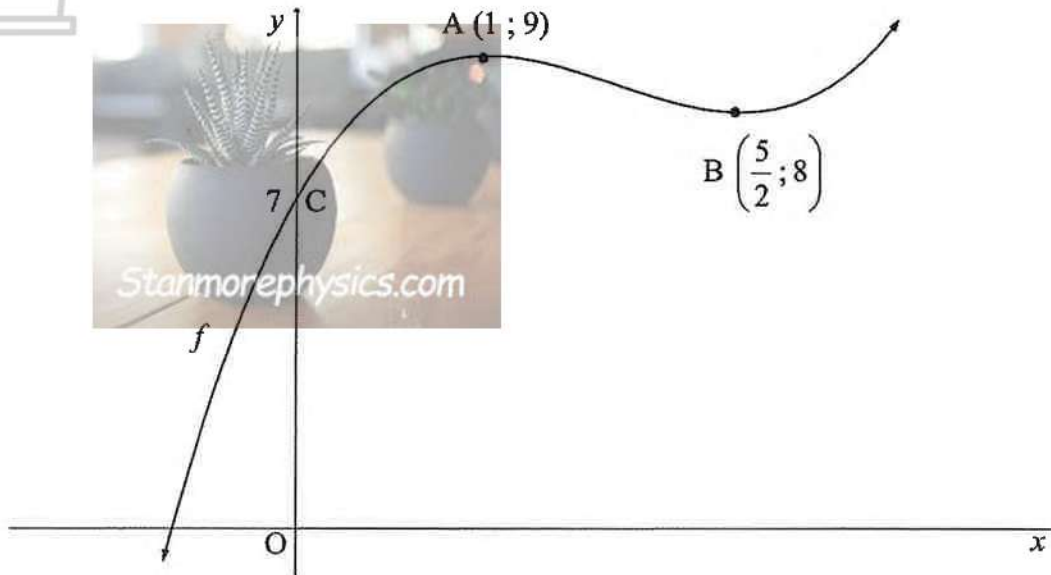 y
A (1 ; 9)
B (5/2 ; 8)
7 C
Stanmorephysics.com
f
O
x